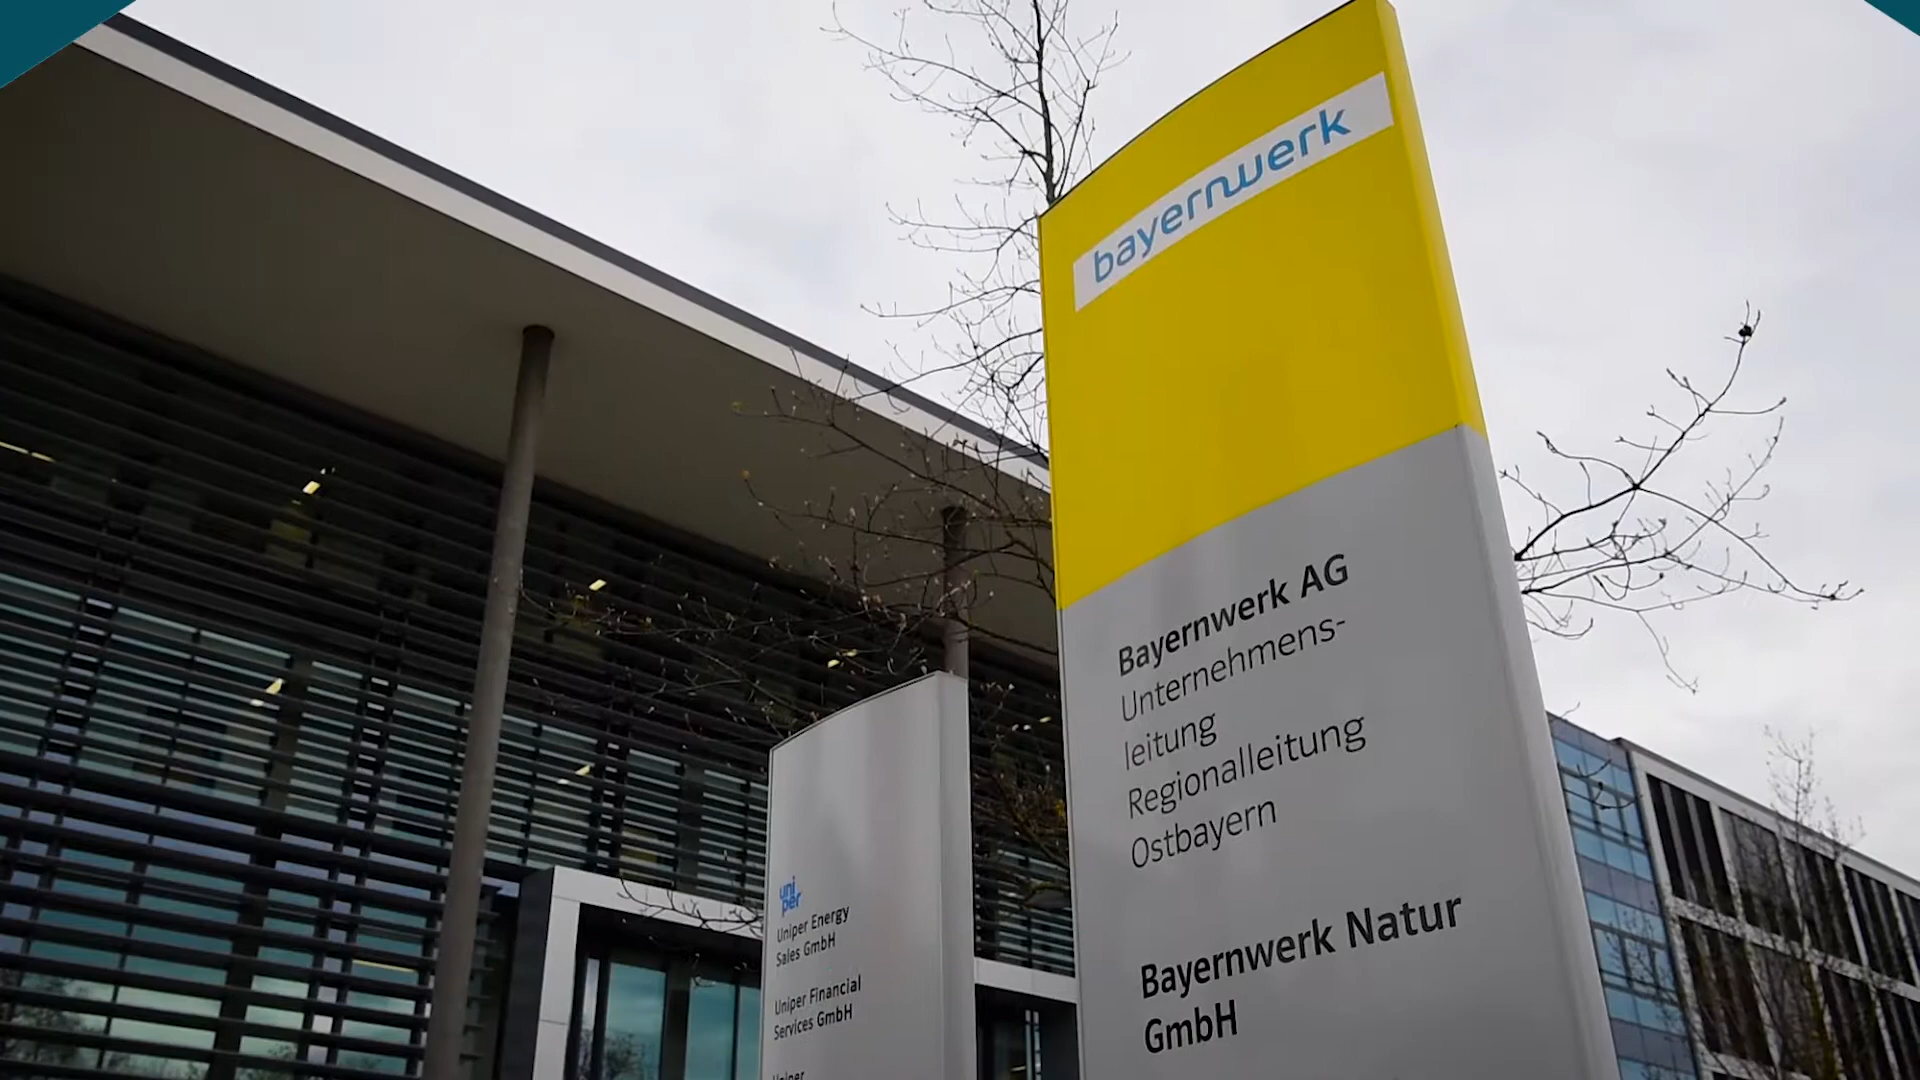 bayernwerk
Bayernwerk AG
Unternehmens-
leitung
Regionalleitung
Ostbayern
Bayernwerk Natur
GmbH
uni
per
Uniper Energy
Sales GmbH
Uniper Financial
Services GmbH
Uniper